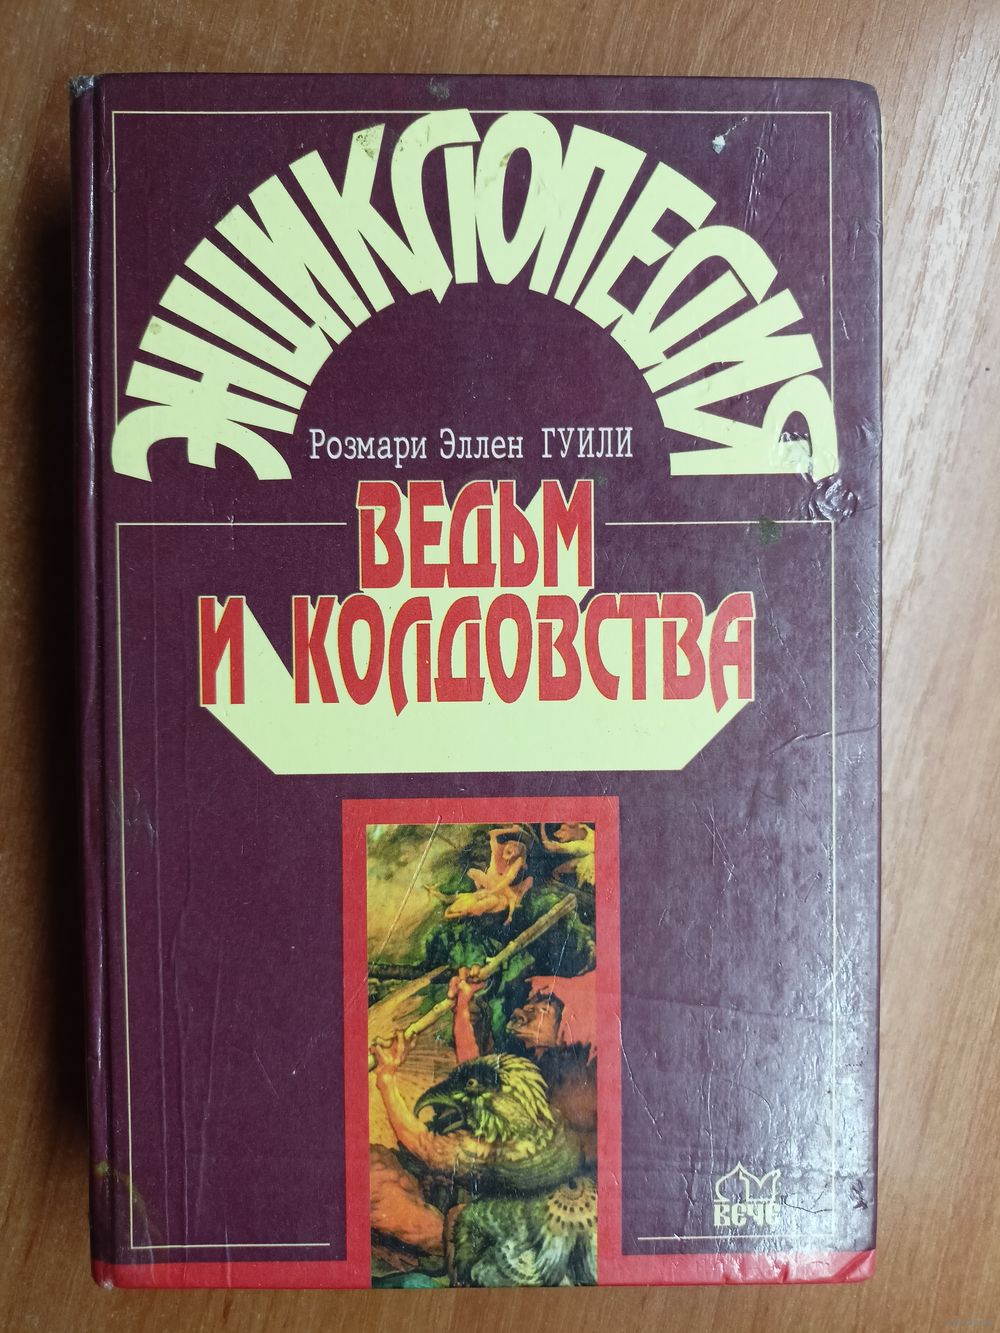 ЭНЦИКЛОПЕДИЯ
Розмари Эллен ГУИЛИ
ВЕДЬМ
И КОЛДОВСТВА
ВЕЧЕ